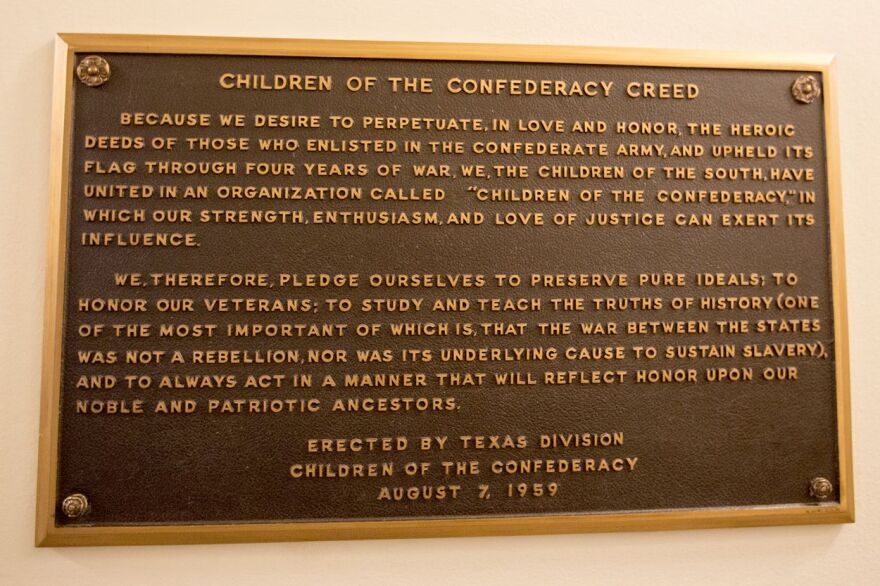 CHILDREN OF THE CONFEDERACY CREED
BECAUSE WE DESIRE TO PERPETUATE, IN LOVE AND HONOR, THE HEROIC
DEEDS OF THOSE WHO ENLISTED IN THE CONFEDERATE ARMY, AND UPHELD ITS
FLAG THROUGH FOUR YEARS OF WAR, WE, THE CHILDREN OF THE SOUTH, HAVE
UNITED IN AN ORGANIZATION CALLED "CHILDREN OF THE CONFEDERACY," IN
WHICH OUR STRENGTH, ENTHUSIASM, AND LOVE OF JUSTICE CAN EXERT ITS
INFLUENCE.
WE, THEREFORE, PLEDGE OURSELVES TO PRESERVE PURE IDEALS; TO
HONOR OUR VETERANS; TO STUDY AND TEACH THE TRUTHS OF HISTORY (ONE
OF THE MOST IMPORTANT OF WHICH IS, THAT THE WAR BETWEEN THE STATES
WAS NOT A REBELLION, NOR WAS ITS UNDERLYING CAUSE TO SUSTAIN SLAVERY),
AND TO ALWAYS ACT IN A MANNER THAT WILL REFLECT HONOR UPON OUR
NOBLE AND PATRIOTIC ANCESTORS.
ERECTED BY TEXAS DIVISION
CHILDREN OF THE CONFEDERACY
AUGUST 7, 1959